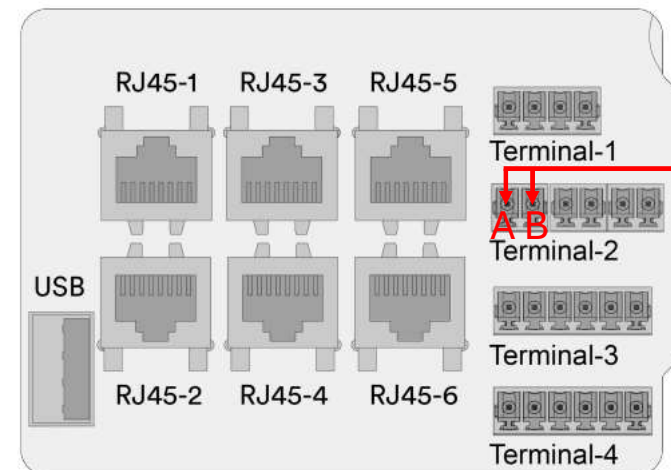 RJ45-1 RJ45-3 RJ45-5
Terminal-1
A B
Terminal-2
USB
Terminal-3
RJ45-2 RJ45-4 RJ45-6
Terminal-4